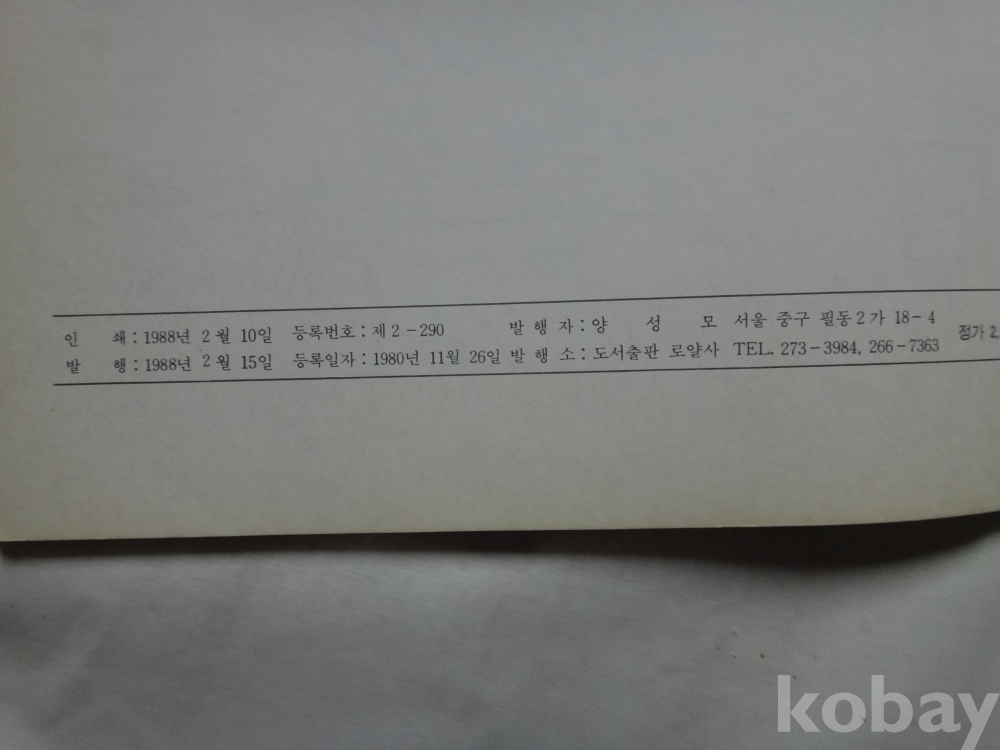 인 쇄 : 1988년 2월 10일 등록번호 : 제 2 - 290 발 행 자 : 양 성 모 서울 중구 필동 2 가 18 - 4
발 행 : 1988년 2월 15일 등록일자 : 1980년 11월 26일 발 행 소 : 도서출판 로얄사 TEL. 273 - 3984, 266 - 7363
정가 2.
kobay